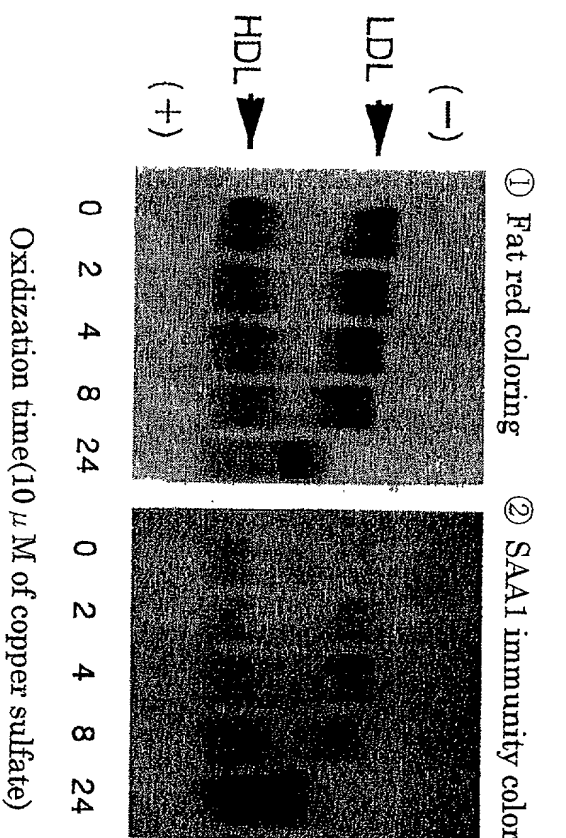 ① Fat red coloring
② SAA1 immunity color
(−)
LDL
HDL
(+)
0 2 4 8 24
0 2 4 8 24
Oxidization time(10 μ M of copper sulfate)